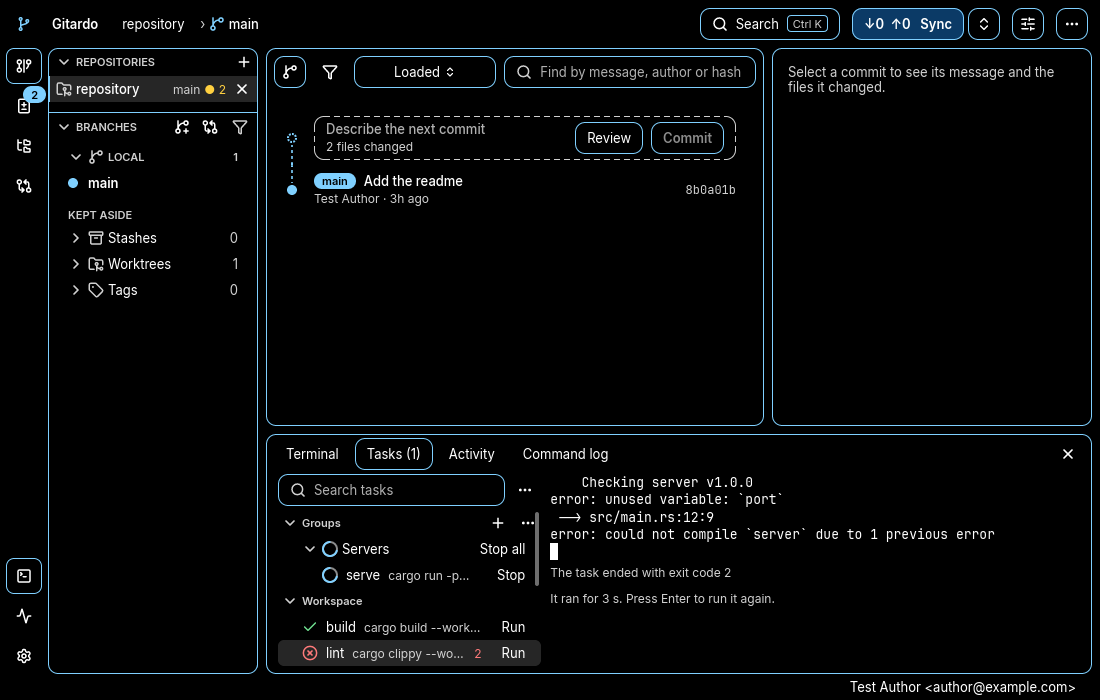 Gitardo repository › main Search Ctrl K ↓0 ↑0 Sync
REPOSITORIES
repository main 2
2
BRANCHES
LOCAL 1
main
KEPT ASIDE
Stashes 0
Worktrees 1
Tags 0
Loaded Find by message, author or hash
Describe the next commit
2 files changed
Review Commit
main Add the readme
Test Author · 3h ago
8b0a01b
Select a commit to see its message and the
files it changed.
Terminal Tasks (1) Activity Command log
Search tasks
Groups
Servers Stop all
serve cargo run -p... Stop
Workspace
build cargo build --work... Run
lint cargo clippy --wo... 2 Run
Checking server v1.0.0
error: unused variable: `port`
--> src/main.rs:12:9
error: could not compile `server` due to 1 previous error
The task ended with exit code 2
It ran for 3 s. Press Enter to run it again.
Test Author <author@example.com>